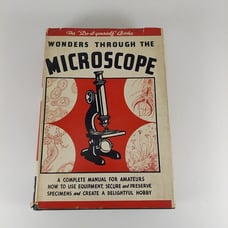 The "Do-it-yourself" Books
WONDERS THROUGH THE
MICROSCOPE
A COMPLETE MANUAL FOR AMATEURS
HOW TO USE EQUIPMENT, SECURE and PRESERVE
SPECIMENS and CREATE A DELIGHTFUL HOBBY